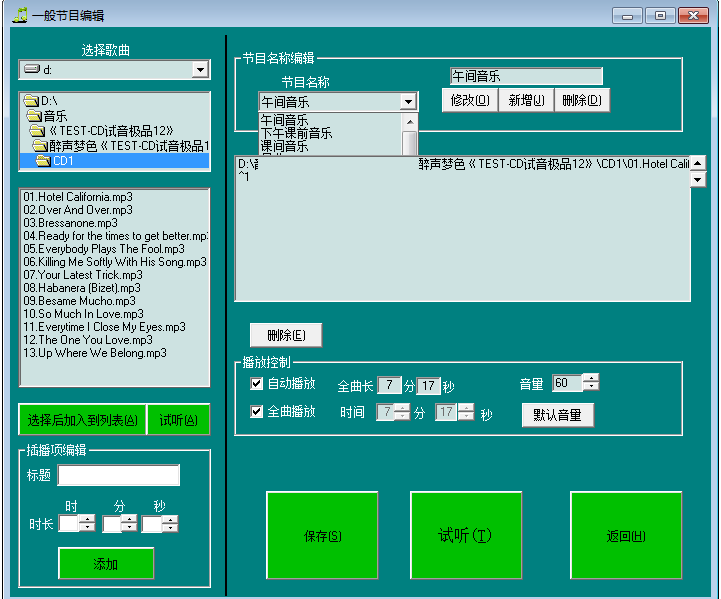 一般节目编辑
选择歌曲
d:
D:\
音乐
《TEST-CD试音极品12》
醉声梦色《TEST-CD试音极品1
CD1
01.Hotel California.mp3
02.Over And Over.mp3
03.Bressanone.mp3
04.Ready for the times to get better.mp3
05.Everybody Plays The Fool.mp3
06.Killing Me Softly With His Song.mp3
07.Your Latest Trick.mp3
08.Habanera (Bizet).mp3
09.Besame Mucho.mp3
10.So Much In Love.mp3
11.Everytime I Close My Eyes.mp3
12.The One You Love.mp3
13.Up Where We Belong.mp3
选择后加入到列表(A)
试听(A)
插播项编辑
标题
时 分 秒
时长
添加
节目名称编辑
节目名称
午间音乐
午间音乐
下午课前音乐
课间音乐
午间音乐
修改(O) 新增(U) 删除(D)
D:\ 醉声梦色《TEST-CD试音极品12》\CD1\01.Hotel Cali
^1
删除(E)
播放控制
自动播放 全曲长 7 分 17 秒 音量 60
全曲播放 时间 7 分 17 秒 默认音量
保存(S) 试听(T) 返回(H)